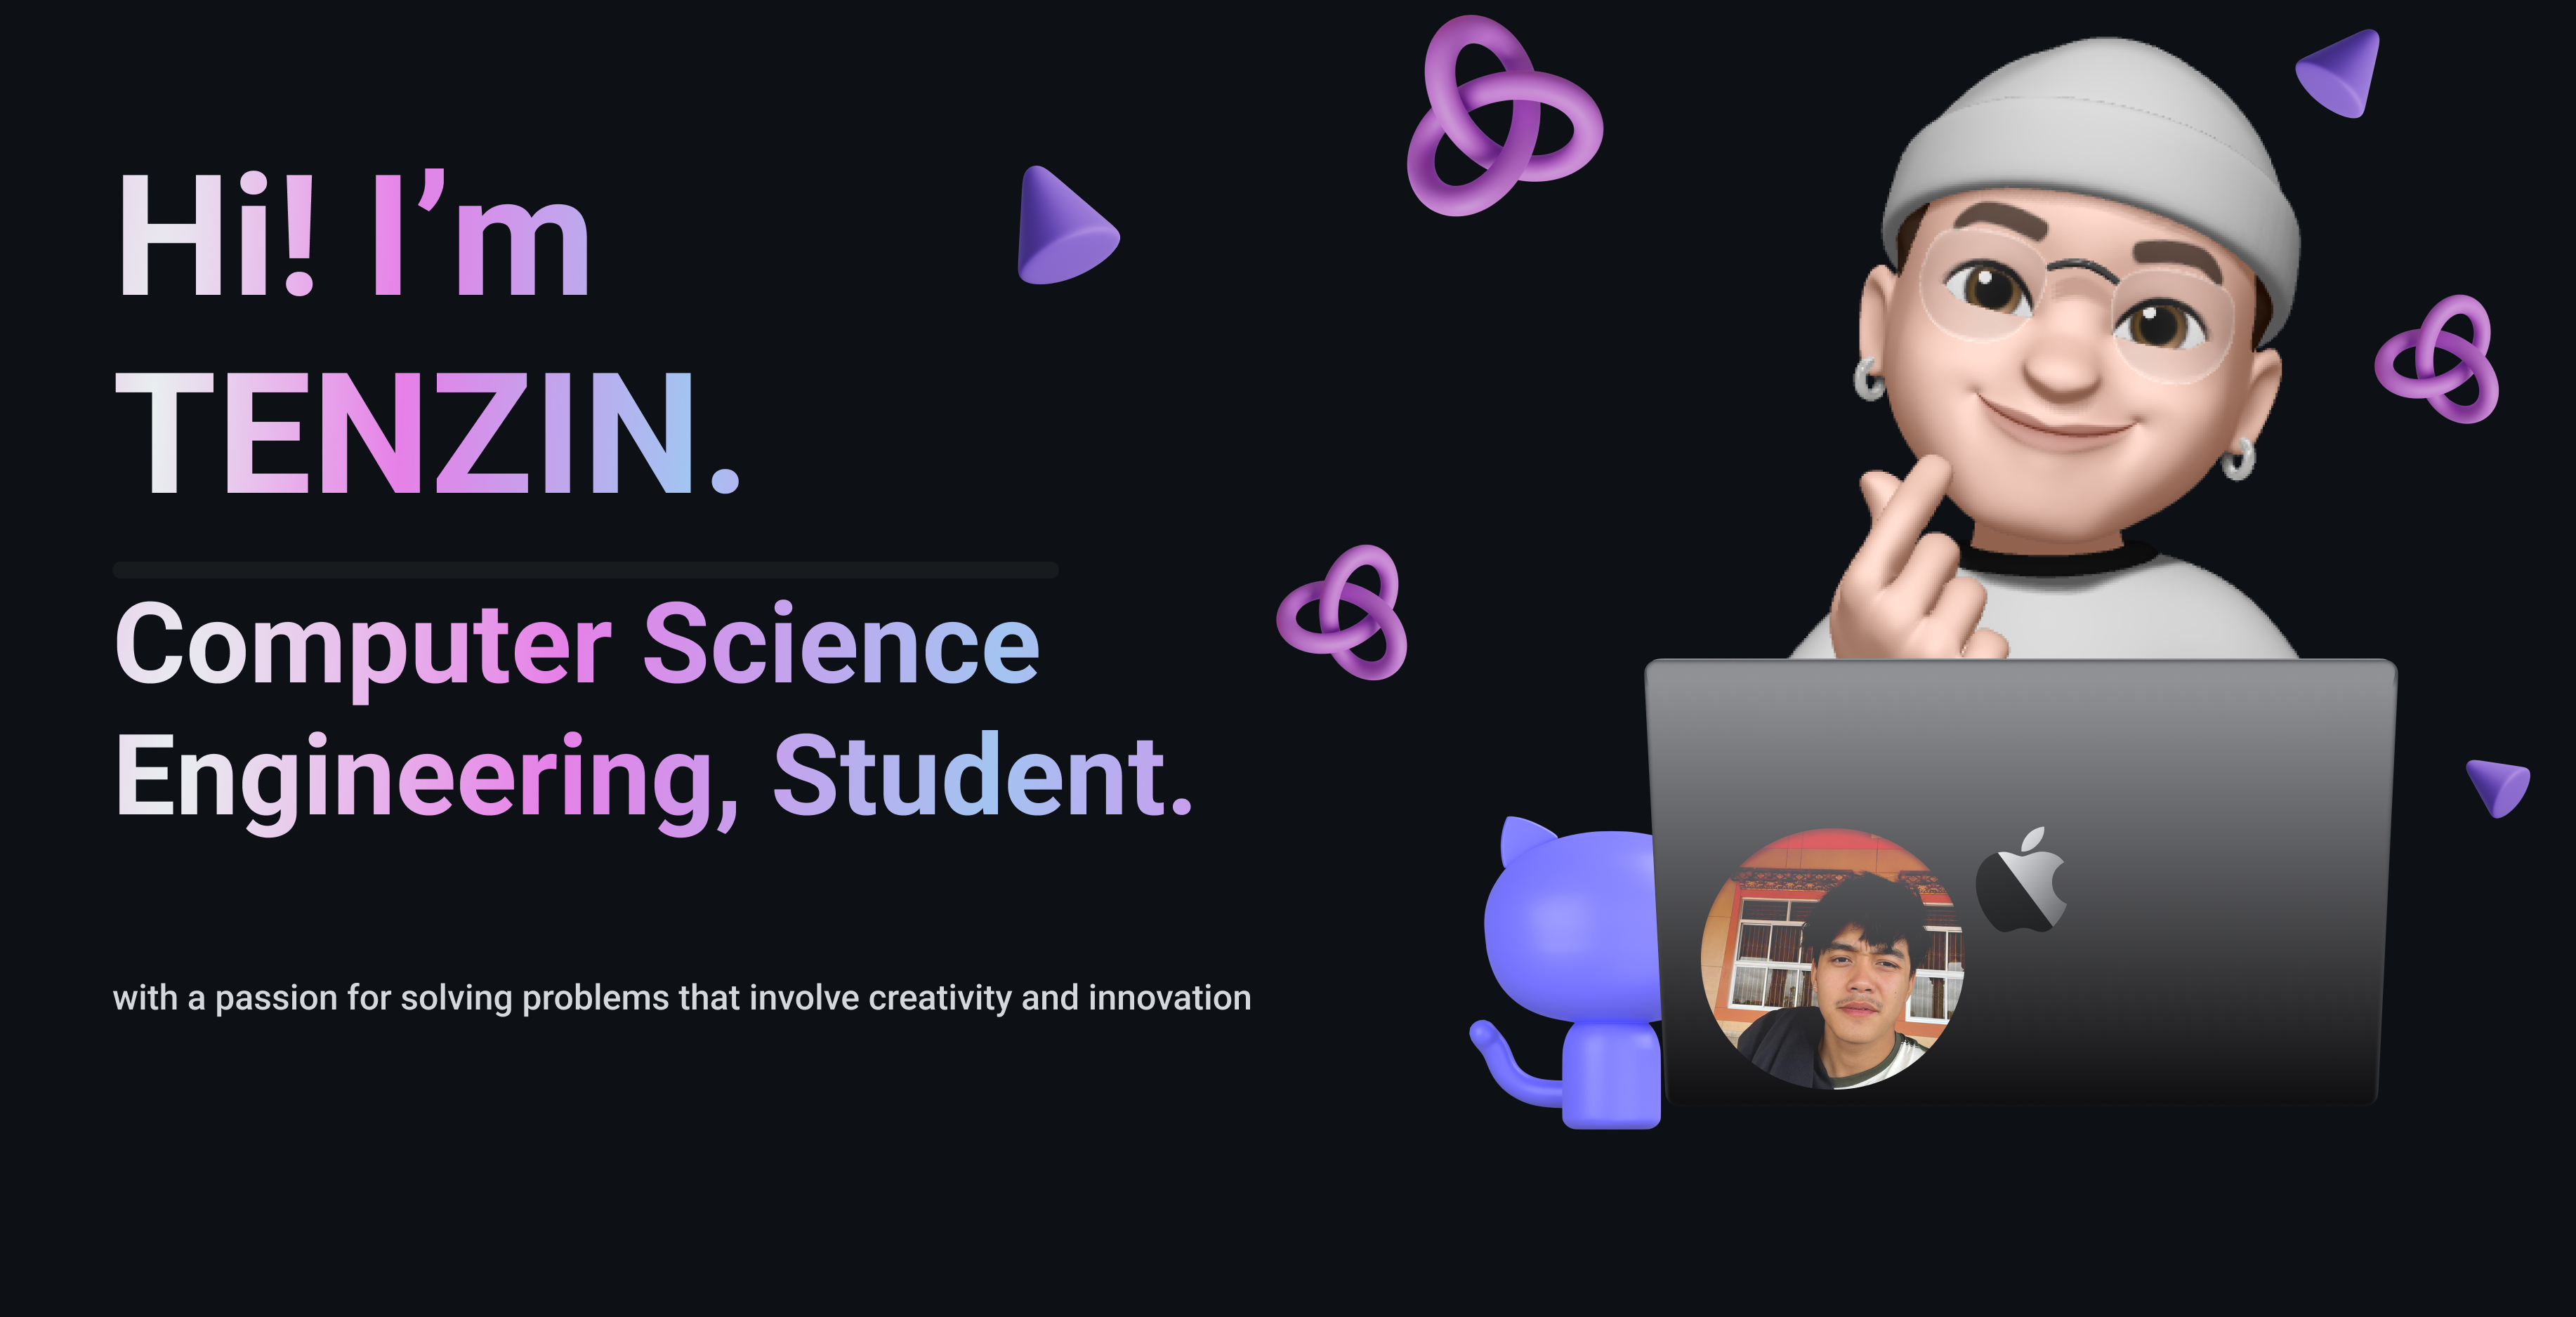 Hi! I’m
TENZIN.
Computer Science
Engineering, Student.
with a passion for solving problems that involve creativity and innovation